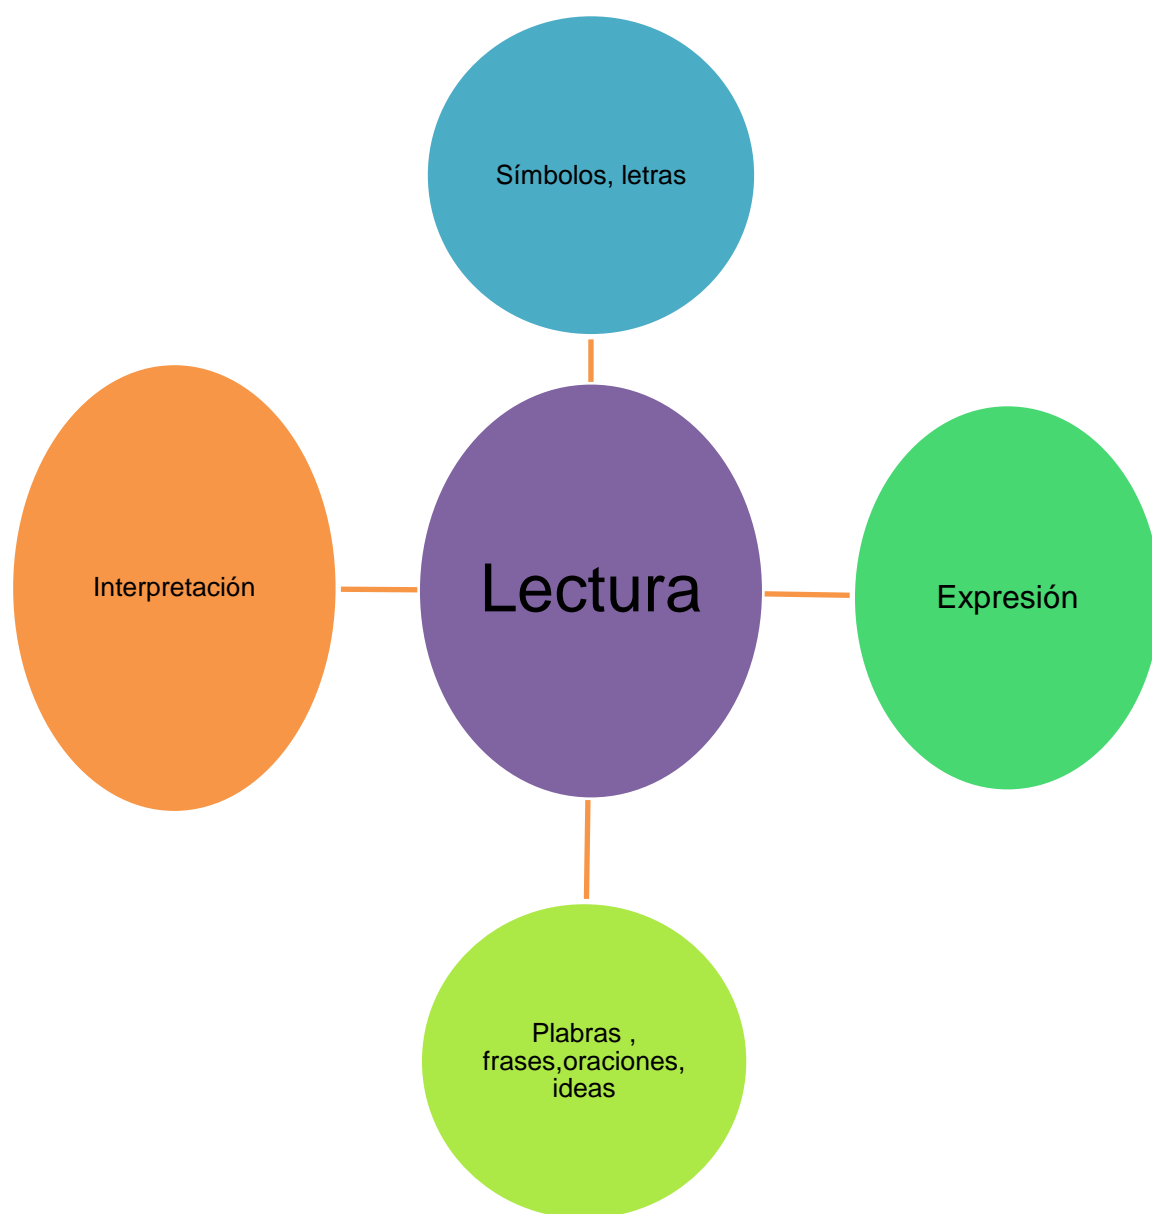 Símbolos, letras
Interpretación
Lectura
Expresión
Plabras ,
frases,oraciones,
ideas